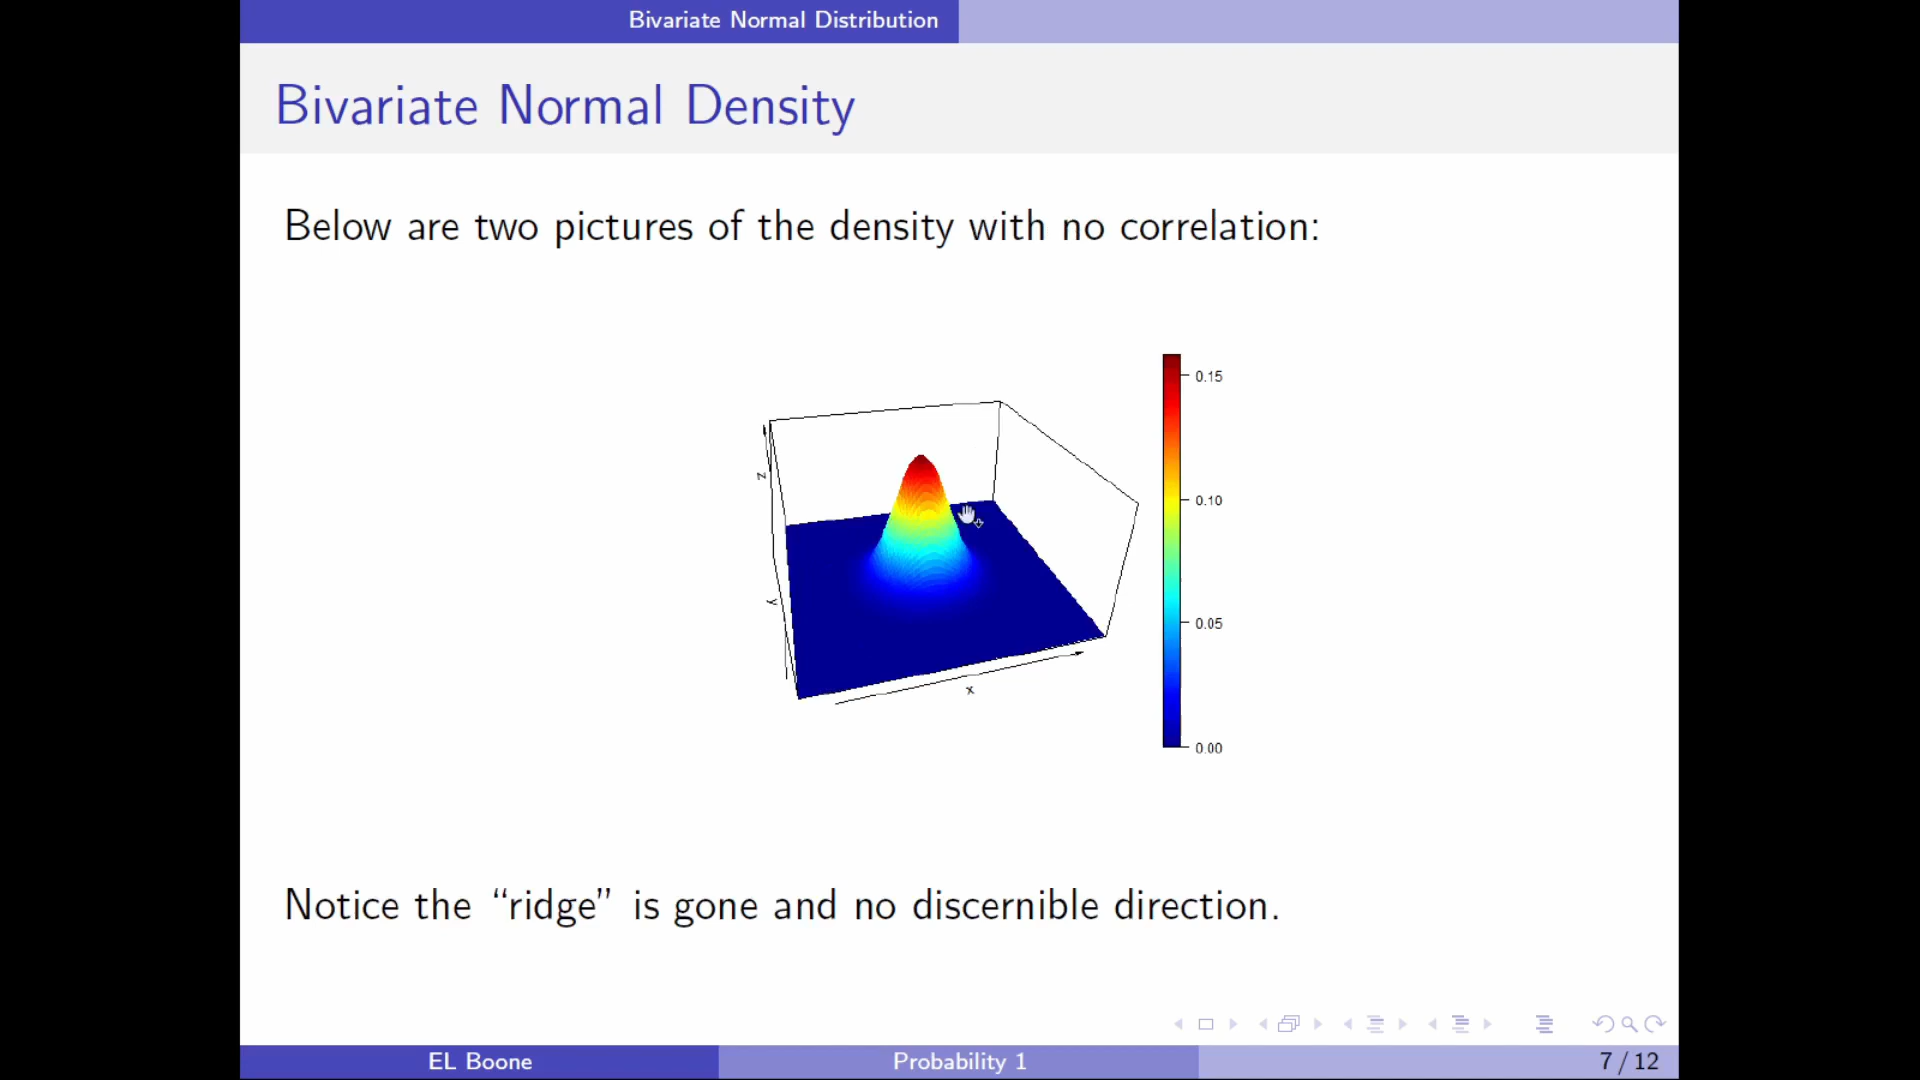 Bivariate Normal Distribution
Bivariate Normal Density
Below are two pictures of the density with no correlation:
0.15
z
0.10
y
0.05
x
0.00
Notice the “ridge” is gone and no discernible direction.
EL Boone
Probability 1
7 / 12